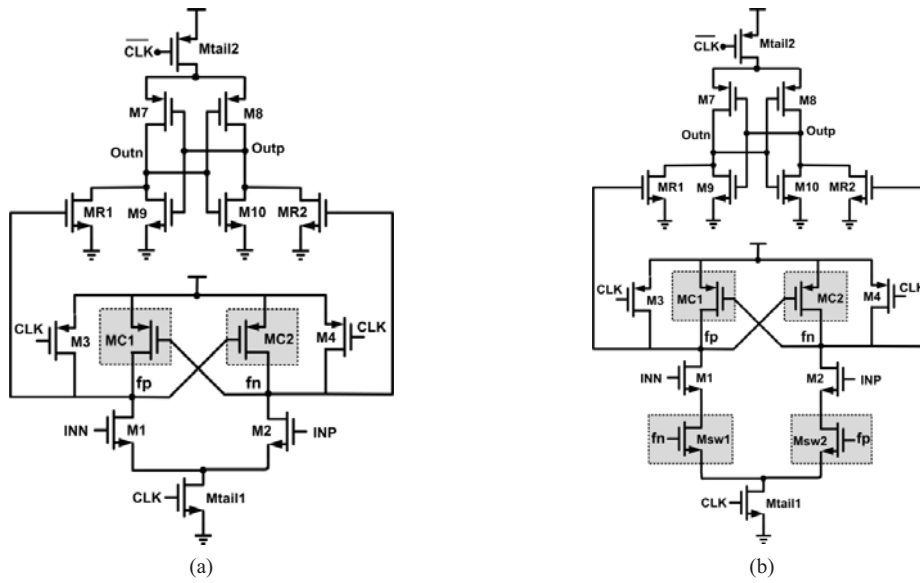 CLK Mtail2
M7 M8
Outn Outp
MR1 M9 M10 MR2
CLK M3 MC1 MC2 M4 CLK
fp fn
INN M1 M2 INP
CLK Mtail1
(a)
CLK Mtail2
M7 M8
Outn Outp
MR1 M9 M10 MR2
CLK M3 MC1 MC2 M4 CLK
fp fn
INN M1 M2 INP
fn Msw1 Msw2 fp
CLK Mtail1
(b)